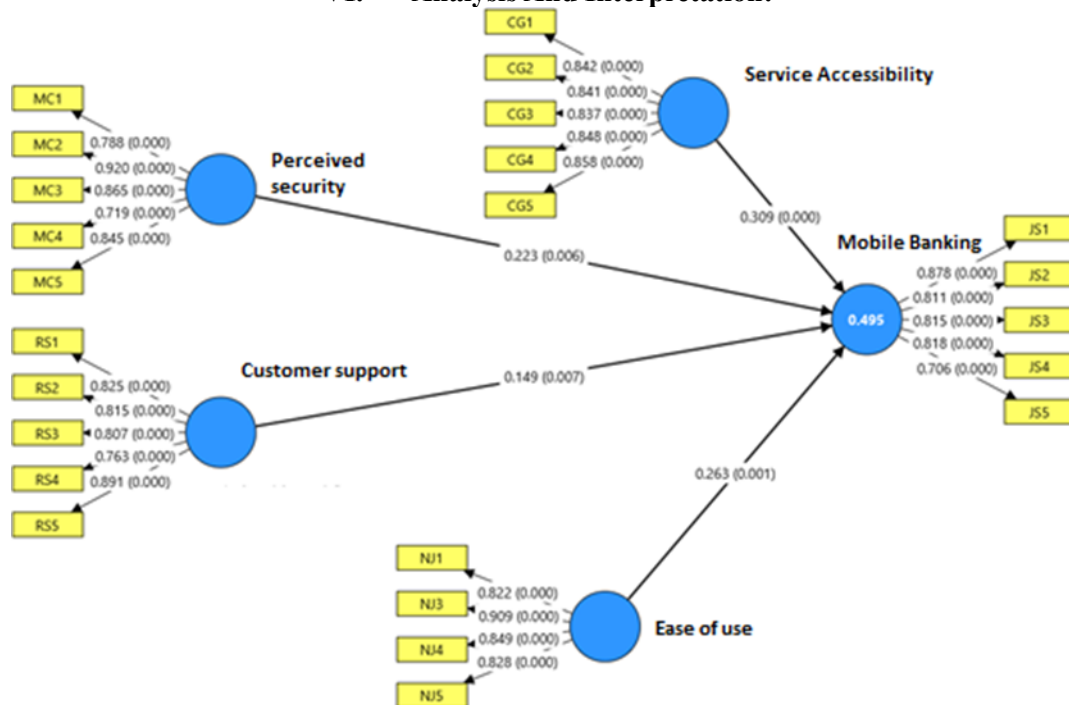 Analysis And Interpretation:
CG1
CG2
CG3
CG4
CG5
0.842 (0.000)
0.841 (0.000)
0.837 (0.000)
0.848 (0.000)
0.858 (0.000)
Service Accessibility
MC1
MC2
MC3
MC4
MC5
0.788 (0.000)
0.920 (0.000)
0.865 (0.000)
0.719 (0.000)
0.845 (0.000)
Perceived
security
0.309 (0.000)
0.223 (0.006)
Mobile Banking
0.495
JS1
JS2
JS3
JS4
JS5
0.878 (0.000)
0.811 (0.000)
0.815 (0.000)
0.818 (0.000)
0.706 (0.000)
RS1
RS2
RS3
RS4
RS5
0.825 (0.000)
0.815 (0.000)
0.807 (0.000)
0.763 (0.000)
0.891 (0.000)
Customer support
0.149 (0.007)
0.263 (0.001)
NJ1
NJ3
NJ4
NJ5
0.822 (0.000)
0.909 (0.000)
0.849 (0.000)
0.828 (0.000)
Ease of use